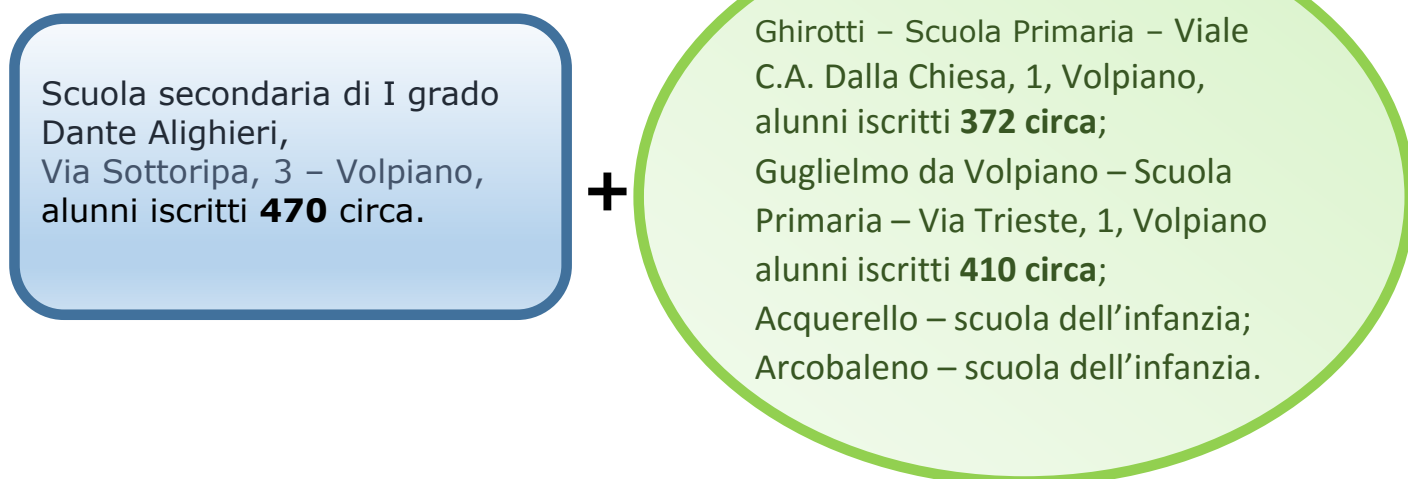 Scuola secondaria di I grado
Dante Alighieri,
Via Sottoripa, 3 – Volpiano,
alunni iscritti 470 circa.
+
Ghirotti – Scuola Primaria – Viale
C.A. Dalla Chiesa, 1, Volpiano,
alunni iscritti 372 circa;
Guglielmo da Volpiano – Scuola
Primaria – Via Trieste, 1, Volpiano
alunni iscritti 410 circa;
Acquerello – scuola dell’infanzia;
Arcobaleno – scuola dell’infanzia.